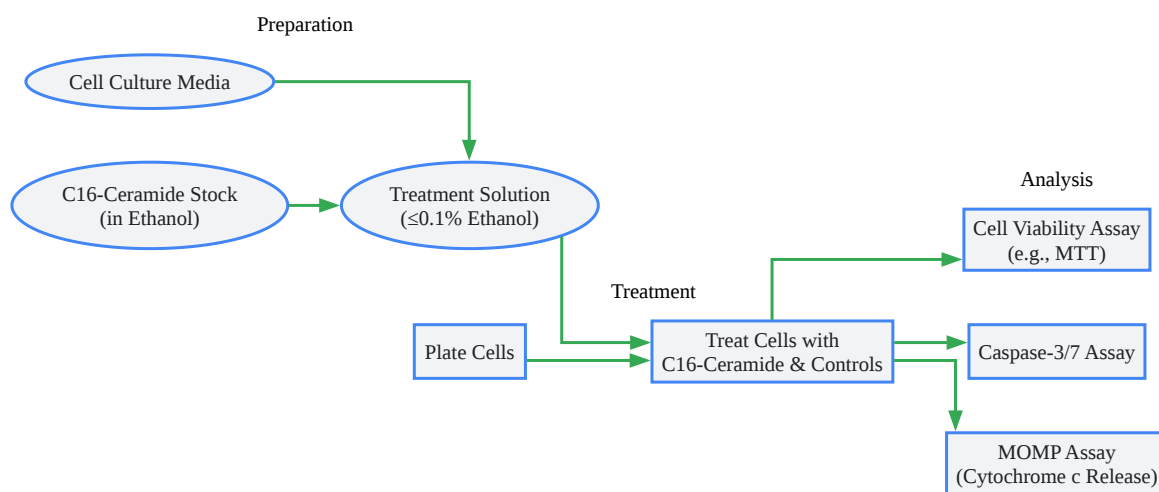 Preparation
Cell Culture Media
C16-Ceramide Stock
(in Ethanol)
Treatment Solution
(≤0.1% Ethanol)
Analysis
Cell Viability Assay
(e.g., MTT)
Treatment
Plate Cells
Treat Cells with
C16-Ceramide & Controls
Caspase-3/7 Assay
MOMP Assay
(Cytochrome c Release)